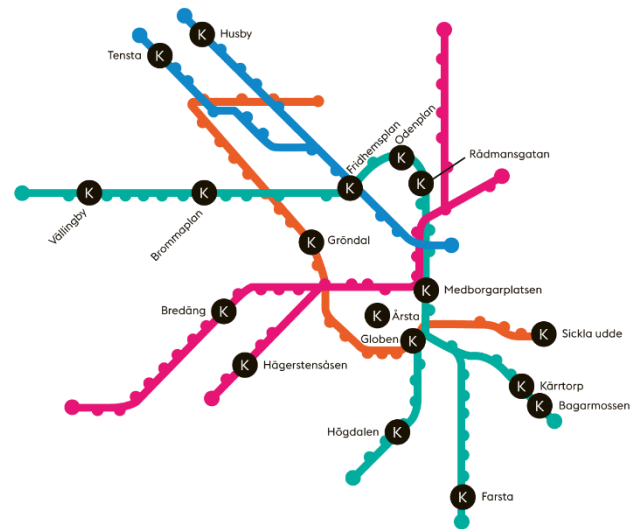 K Husby
Tensta K
Fridhemsplan
Odenplan
K
K
Rådmansgatan
K
K
Vällingby
K
Brommaplan
K Gröndal
K Medborgarplatsen
Bredäng K
K Årsta
Globen K
K Sickla udde
K Hägerstensåsen
K Kärrtorp
K Bagarmossen
Högdalen K
K
Farsta